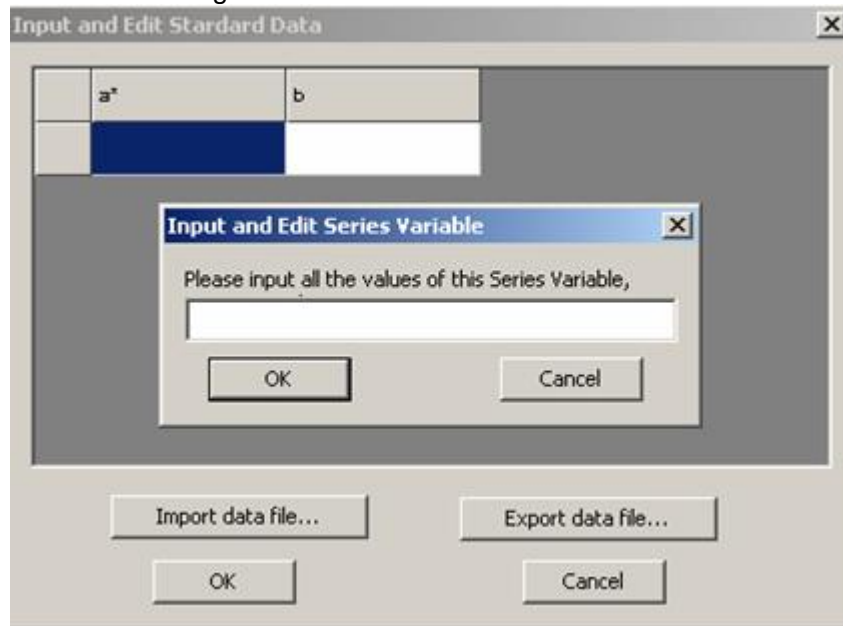 Input and Edit Stardard Data
a*
b
Input and Edit Series Variable
Please input all the values of this Series Variable,
OK
Cancel
Import data file...
Export data file...
OK
Cancel